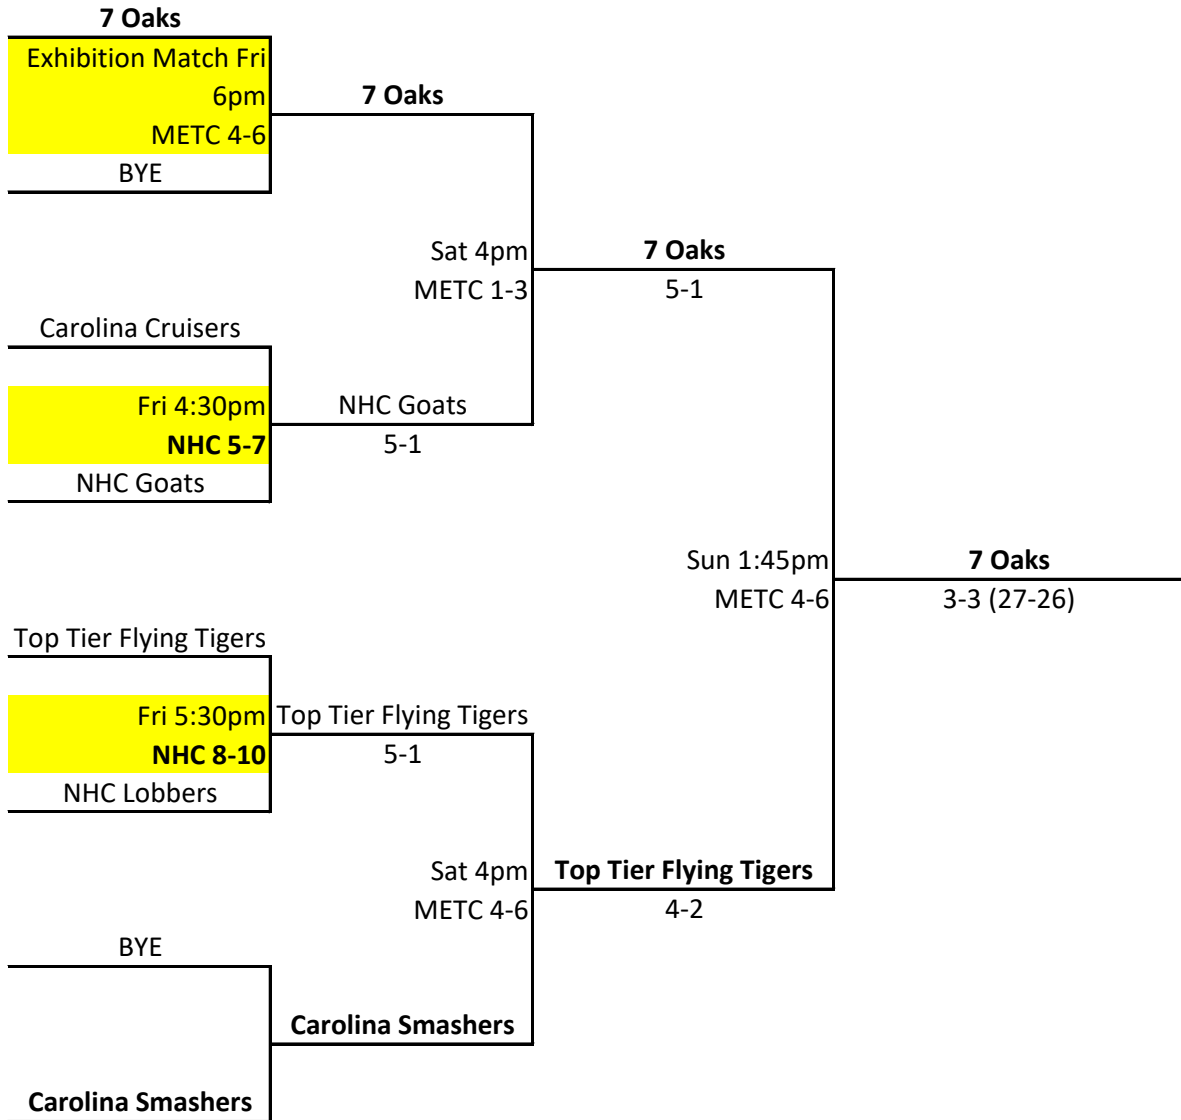 7 Oaks
Exhibition Match Fri
6pm
METC 4-6
BYE
7 Oaks
Sat 4pm
METC 1-3
7 Oaks
5-1
Carolina Cruisers
Fri 4:30pm
NHC 5-7
NHC Goats
NHC Goats
5-1
Sun 1:45pm
METC 4-6
7 Oaks
3-3 (27-26)
Top Tier Flying Tigers
Fri 5:30pm
NHC 8-10
NHC Lobbers
Top Tier Flying Tigers
5-1
Sat 4pm
METC 4-6
Top Tier Flying Tigers
4-2
BYE
Carolina Smashers
Carolina Smashers